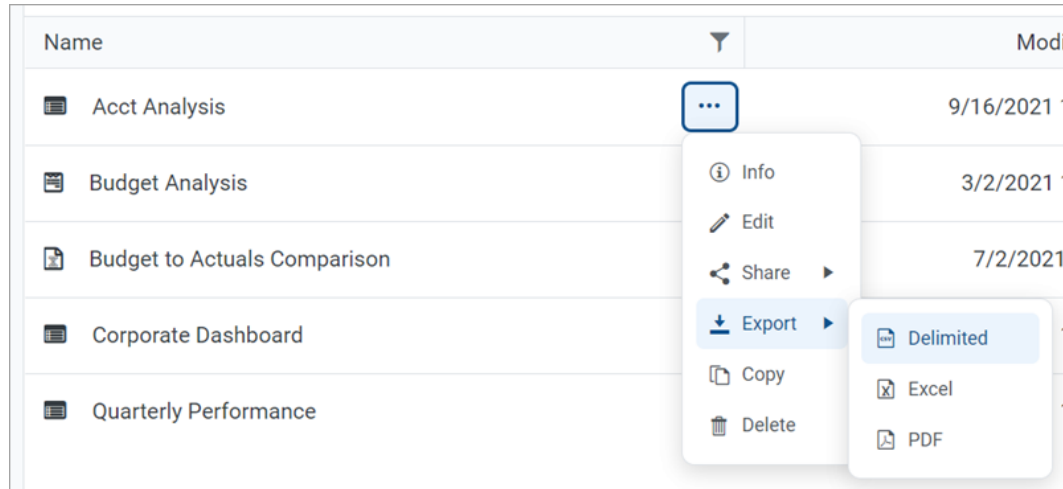 Name
Modi
Acct Analysis
9/16/2021
Info
Budget Analysis
3/2/2021
Edit
Budget to Actuals Comparison
7/2/2021
Share
Export
Corporate Dashboard
Delimited
Copy
Excel
Quarterly Performance
Delete
PDF